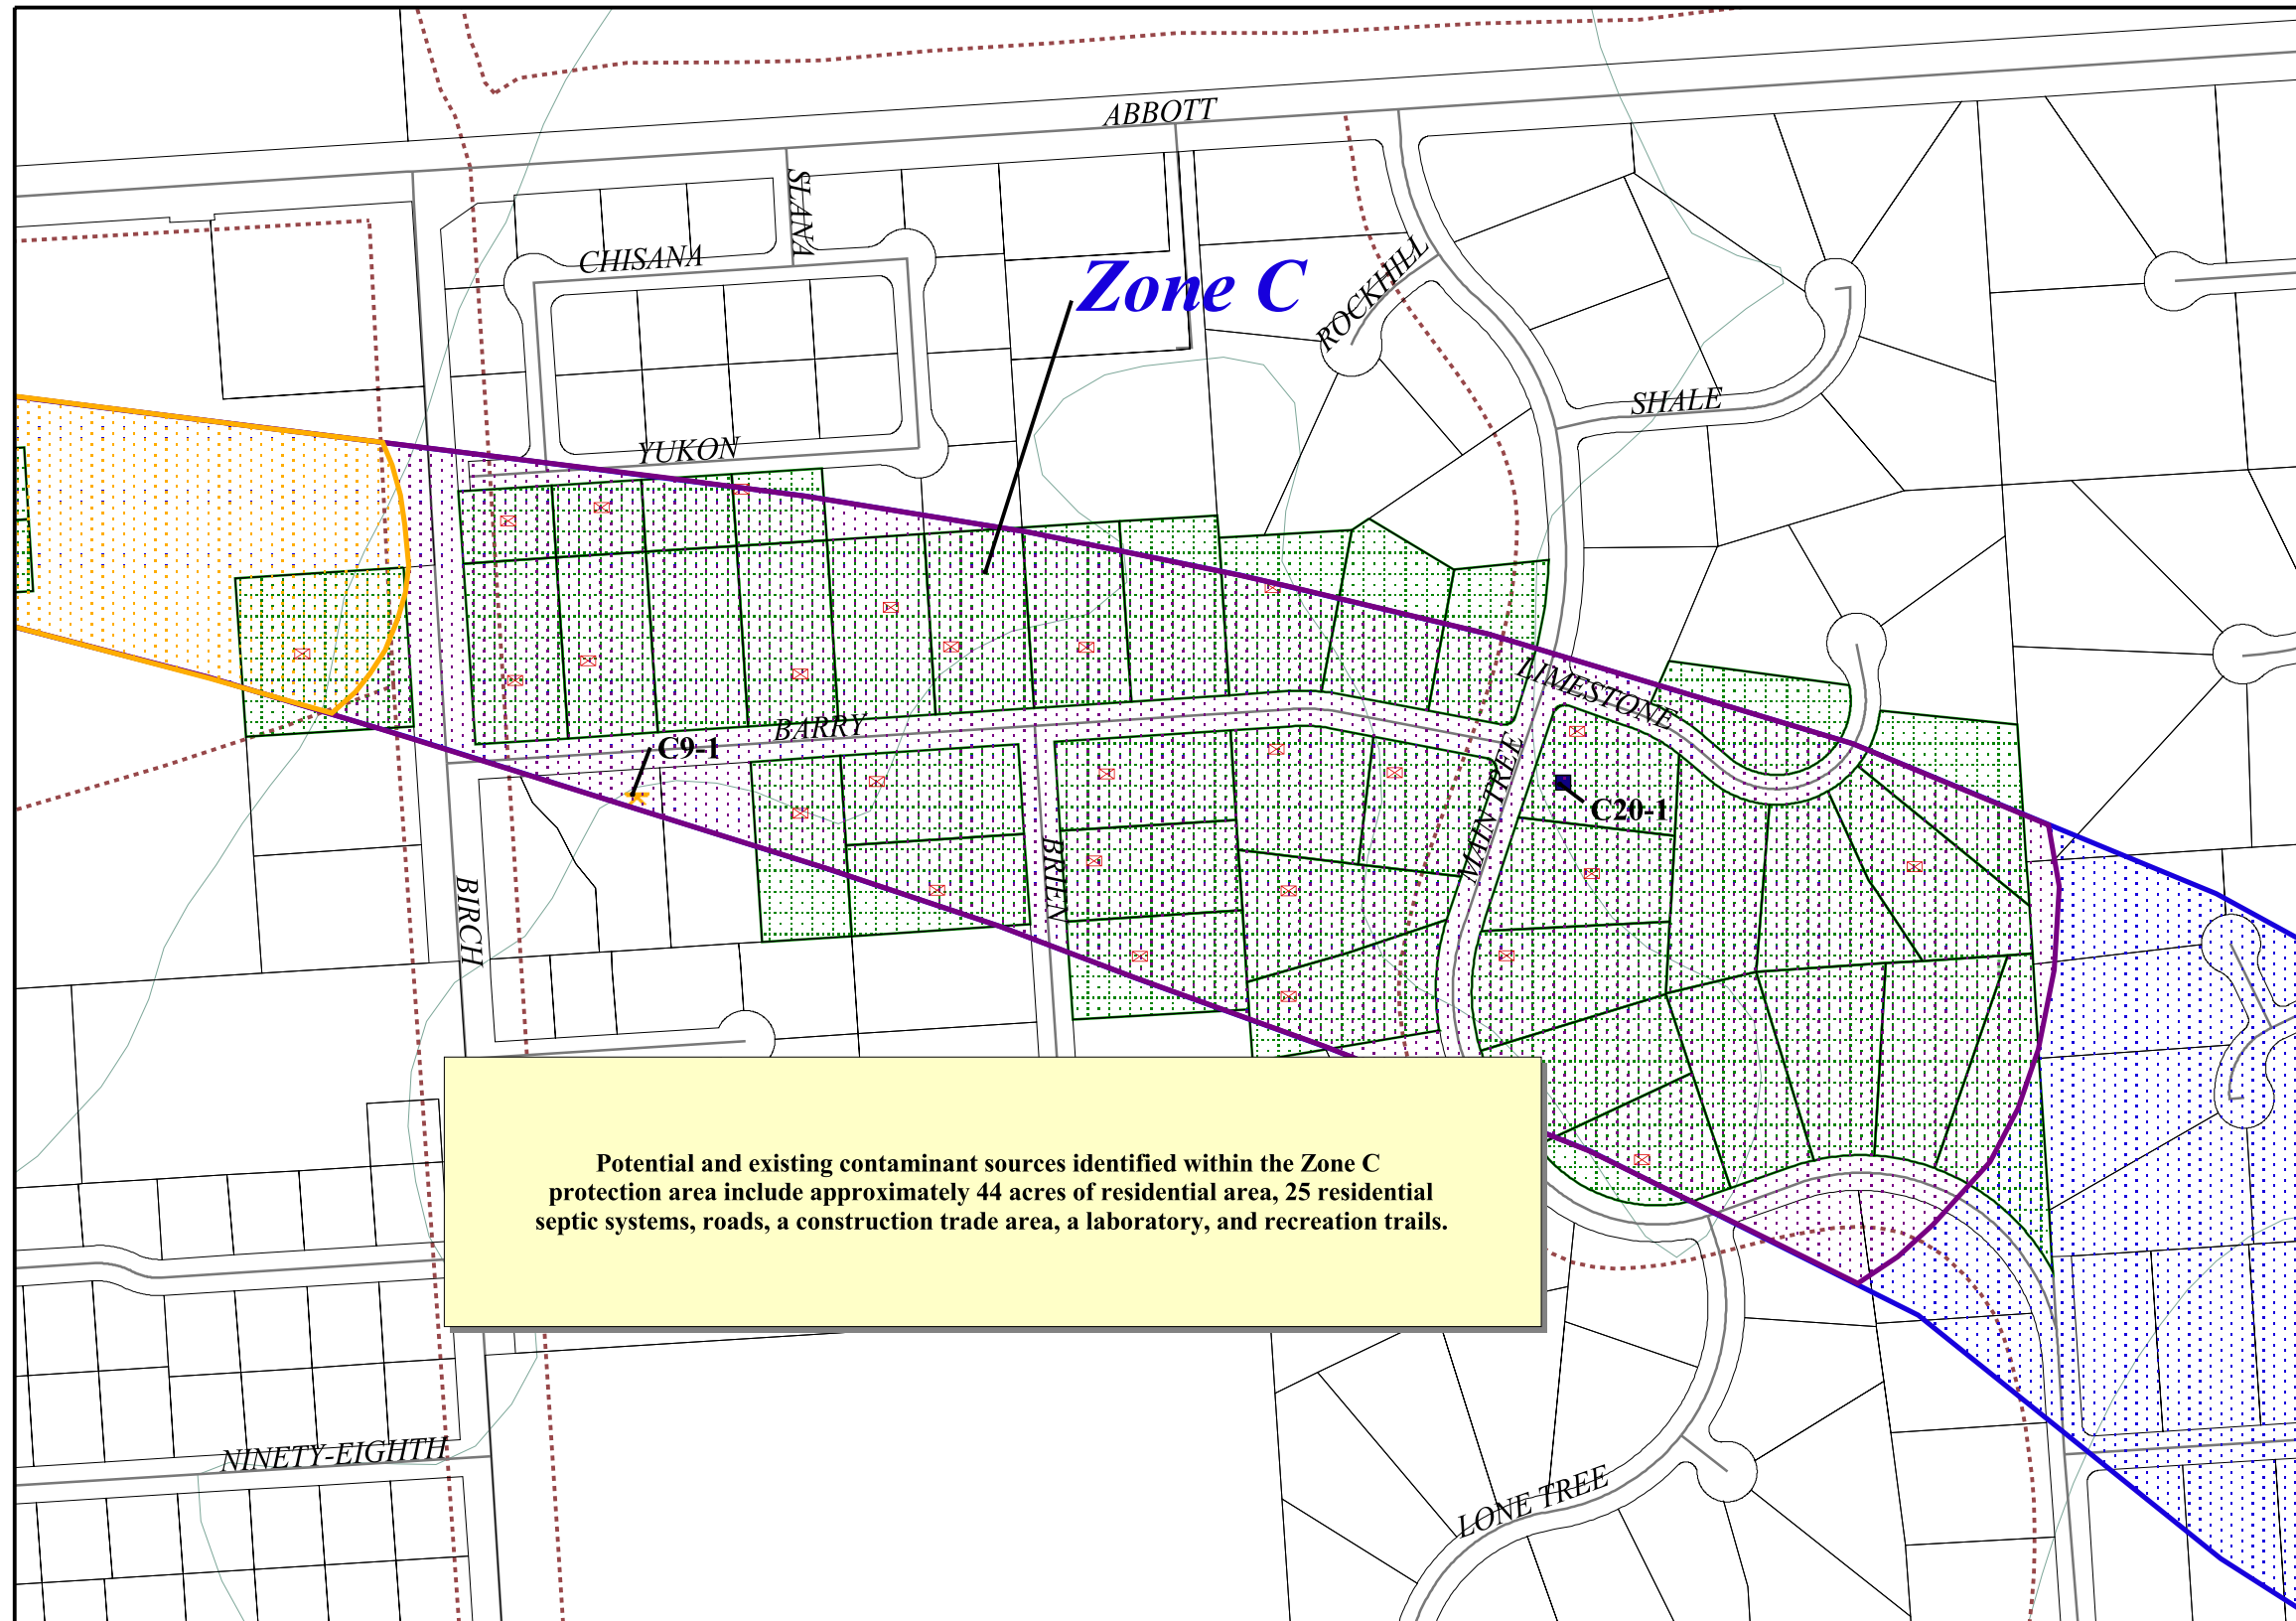 ABBOTT
SLANA
CHISANA
Zone C
ROCKHILL
SHALE
YUKON
LIMESTONE
BARRY
C9-1
MAIN TREE
C20-1
BRIEN
BIRCH
Potential and existing contaminant sources identified within the Zone C
protection area include approximately 44 acres of residential area, 25 residential
septic systems, roads, a construction trade area, a laboratory, and recreation trails.
NINETY-EIGHTH
LONE TREE